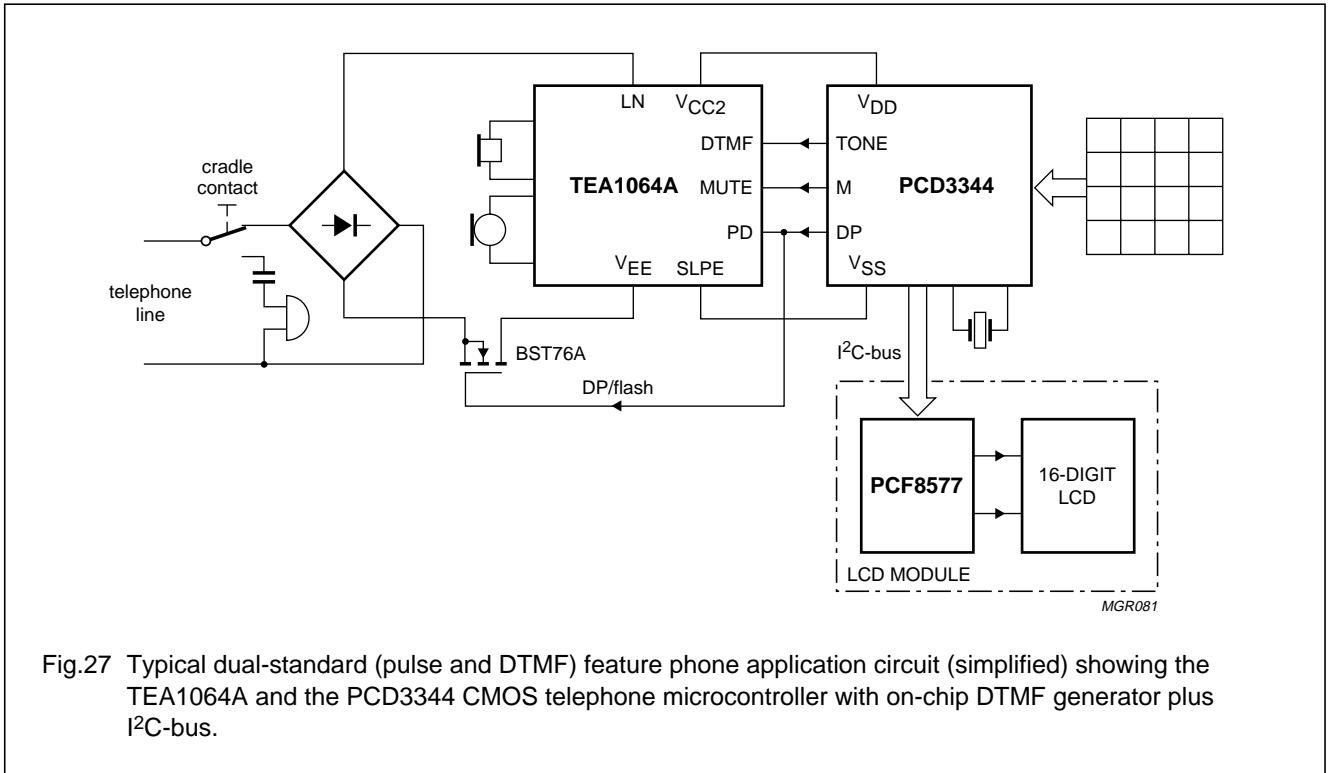 LN
VCC2
VDD
DTMF
TONE
cradle
contact
TEA1064A
MUTE
M
PCD3344
PD
DP
VEE
SLPE
VSS
telephone
line
BST76A
I2C-bus
DP/flash
PCF8577
16-DIGIT
LCD
LCD MODULE
MGR081
Fig.27 Typical dual-standard (pulse and DTMF) feature phone application circuit (simplified) showing the
TEA1064A and the PCD3344 CMOS telephone microcontroller with on-chip DTMF generator plus
I2C-bus.